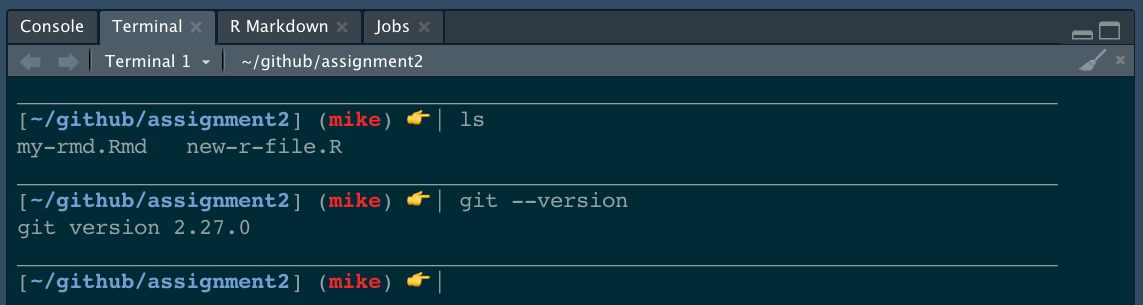 Console Terminal R Markdown Jobs
Terminal 1 ~/github/assignment2
[~/github/assignment2] (mike) 👉| ls
my-rmd.Rmd new-r-file.R
[~/github/assignment2] (mike) 👉| git --version
git version 2.27.0
[~/github/assignment2] (mike) 👉|